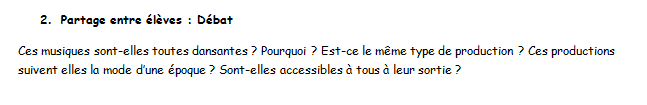 2. Partage entre élèves : Débat
Ces musiques sont-elles toutes dansantes ? Pourquoi ? Est-ce le même type de production ? Ces productions
suivent elles la mode d’une époque ? Sont-elles accessibles à tous à leur sortie ?